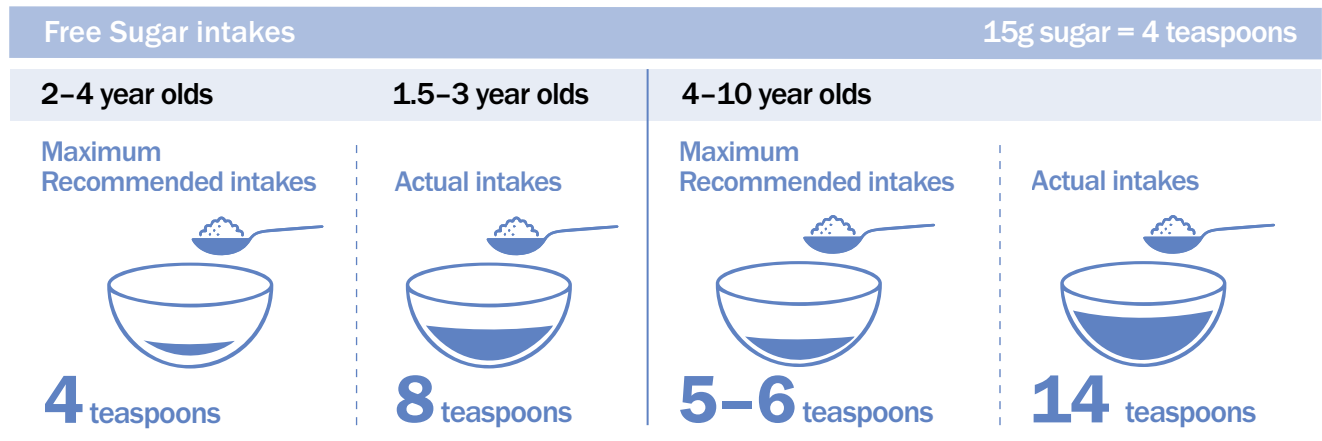 Free Sugar intakes
15g sugar = 4 teaspoons
2–4 year olds
1.5–3 year olds
4–10 year olds
Maximum
Recommended intakes
Actual intakes
Maximum
Recommended intakes
Actual intakes
4 teaspoons
8 teaspoons
5–6 teaspoons
14 teaspoons